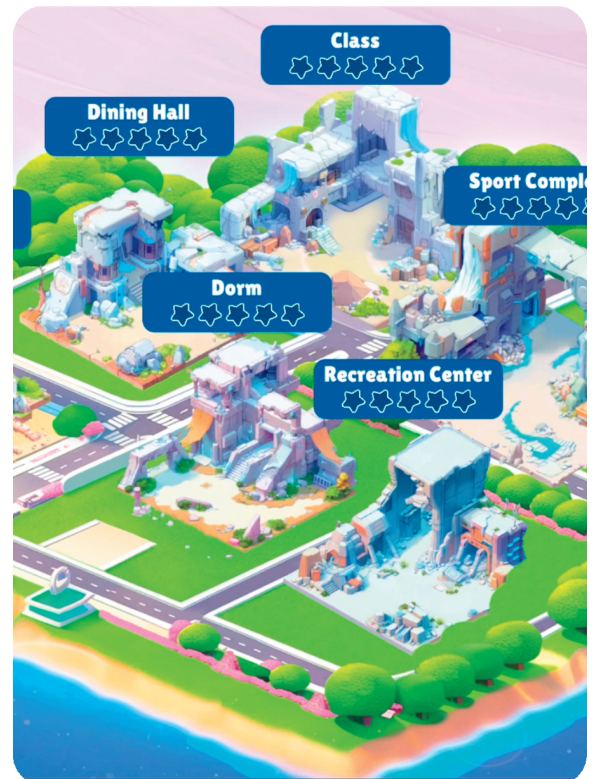 Class
Dining Hall
Sport Comple
Dorm
Recreation Center